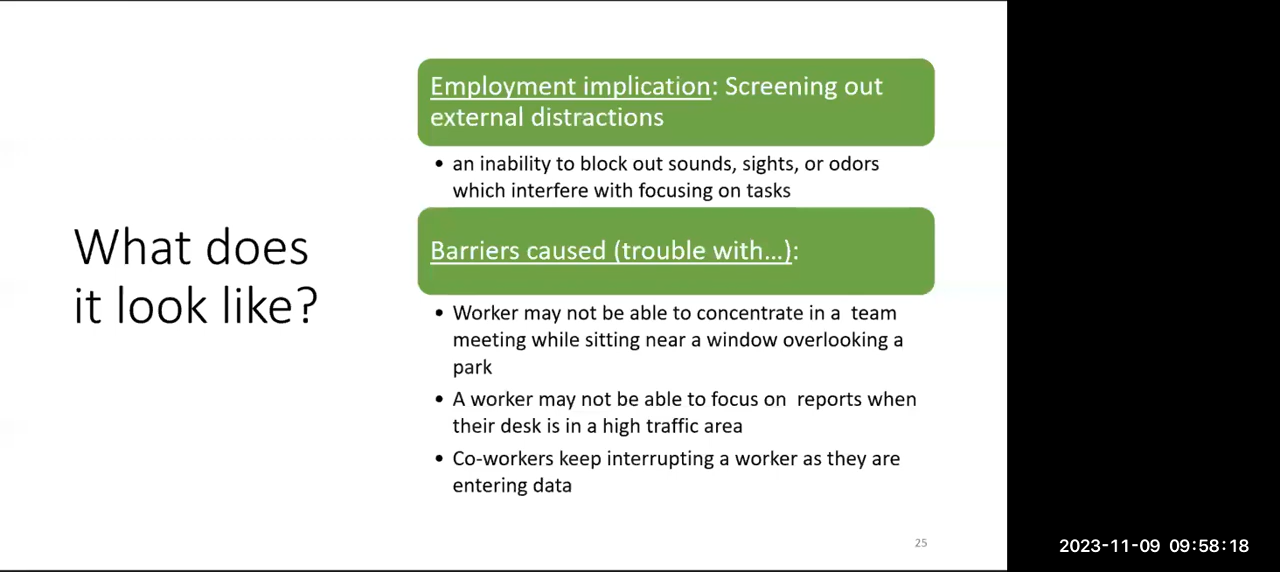 What does
it look like?
Employment implication: Screening out
external distractions
• an inability to block out sounds, sights, or odors
which interfere with focusing on tasks
Barriers caused (trouble with...):
• Worker may not be able to concentrate in a  team
meeting while sitting near a window overlooking a
park
• A worker may not be able to focus on  reports when
their desk is in a high traffic area
• Co-workers keep interrupting a worker as they are
entering data
25
2023-11-09 09:58:18